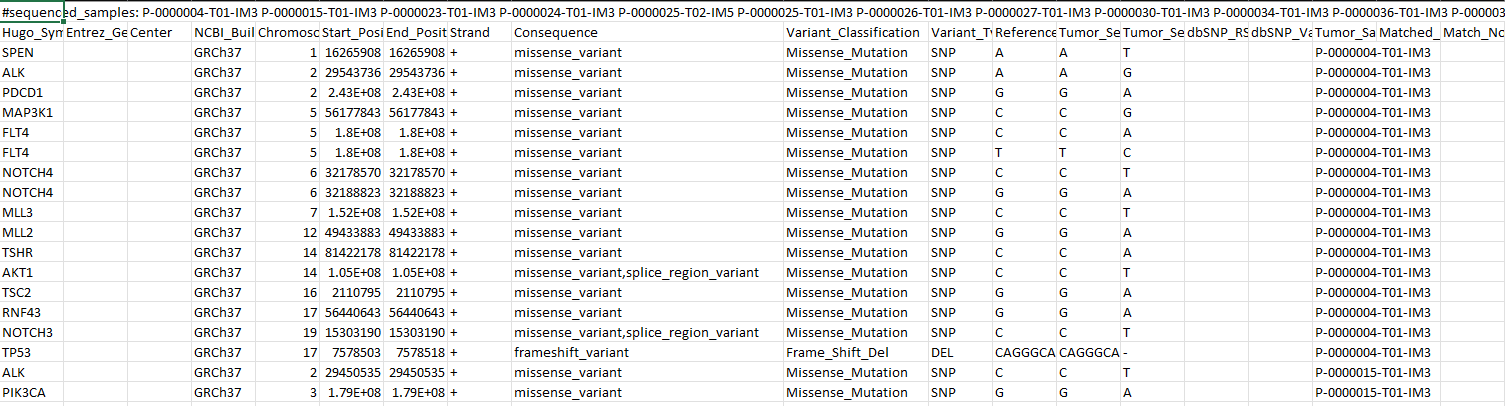 #sequenced_samples: P-0000004-T01-IM3 P-0000015-T01-IM3 P-0000023-T01-IM3 P-0000024-T01-IM3 P-0000025-T02-IM5 P-0000025-T01-IM3 P-0000026-T01-IM3 P-0000027-T01-IM3 P-0000030-T01-IM3 P-0000034-T01-IM3 P-0000036-T01-IM3 P-000003
Hugo_Sym Entrez_Ge Center NCBI_Buil Chromoso Start_Posi End_Posit Strand Consequence Variant_Classification Variant_Ty Reference Tumor_Se Tumor_Se dbSNP_RS dbSNP_Va Tumor_Sa Matched_ Match_No
SPEN GRCh37 1 16265908 16265908 + missense_variant Missense_Mutation SNP A A T P-0000004-T01-IM3
ALK GRCh37 2 29543736 29543736 + missense_variant Missense_Mutation SNP A A G P-0000004-T01-IM3
PDCD1 GRCh37 2 2.43E+08 2.43E+08 + missense_variant Missense_Mutation SNP G G A P-0000004-T01-IM3
MAP3K1 GRCh37 5 56177843 56177843 + missense_variant Missense_Mutation SNP C C G P-0000004-T01-IM3
FLT4 GRCh37 5 1.8E+08 1.8E+08 + missense_variant Missense_Mutation SNP C C A P-0000004-T01-IM3
FLT4 GRCh37 5 1.8E+08 1.8E+08 + missense_variant Missense_Mutation SNP T T C P-0000004-T01-IM3
NOTCH4 GRCh37 6 32178570 32178570 + missense_variant Missense_Mutation SNP C C T P-0000004-T01-IM3
NOTCH4 GRCh37 6 32188823 32188823 + missense_variant Missense_Mutation SNP G G A P-0000004-T01-IM3
MLL3 GRCh37 7 1.52E+08 1.52E+08 + missense_variant Missense_Mutation SNP C C T P-0000004-T01-IM3
MLL2 GRCh37 12 49433883 49433883 + missense_variant Missense_Mutation SNP G G A P-0000004-T01-IM3
TSHR GRCh37 14 81422178 81422178 + missense_variant Missense_Mutation SNP C C A P-0000004-T01-IM3
AKT1 GRCh37 14 1.05E+08 1.05E+08 + missense_variant,splice_region_variant Missense_Mutation SNP C C T P-0000004-T01-IM3
TSC2 GRCh37 16 2110795 2110795 + missense_variant Missense_Mutation SNP G G A P-0000004-T01-IM3
RNF43 GRCh37 17 56440643 56440643 + missense_variant Missense_Mutation SNP G G A P-0000004-T01-IM3
NOTCH3 GRCh37 19 15303190 15303190 + missense_variant,splice_region_variant Missense_Mutation SNP C C T P-0000004-T01-IM3
TP53 GRCh37 17 7578503 7578518 + frameshift_variant Frame_Shift_Del DEL CAGGGCA CAGGGCA - P-0000004-T01-IM3
ALK GRCh37 2 29450535 29450535 + missense_variant Missense_Mutation SNP C C T P-0000015-T01-IM3
PIK3CA GRCh37 3 1.79E+08 1.79E+08 + missense_variant Missense_Mutation SNP G G A P-0000015-T01-IM3